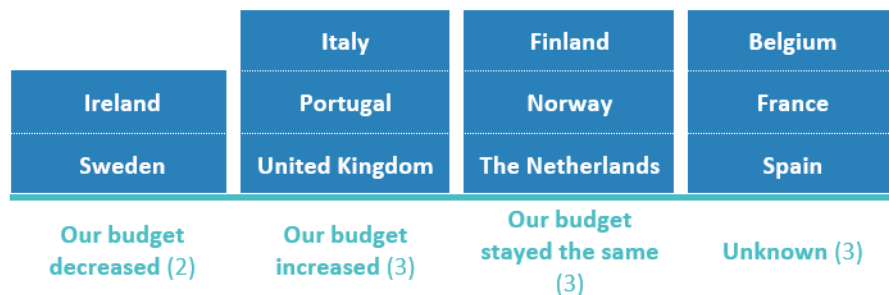 Italy
Finland
Belgium
Ireland
Portugal
Norway
France
Sweden
United Kingdom
The Netherlands
Spain
Our budget
decreased (2)
Our budget
increased (3)
Our budget
stayed the same
(3)
Unknown (3)